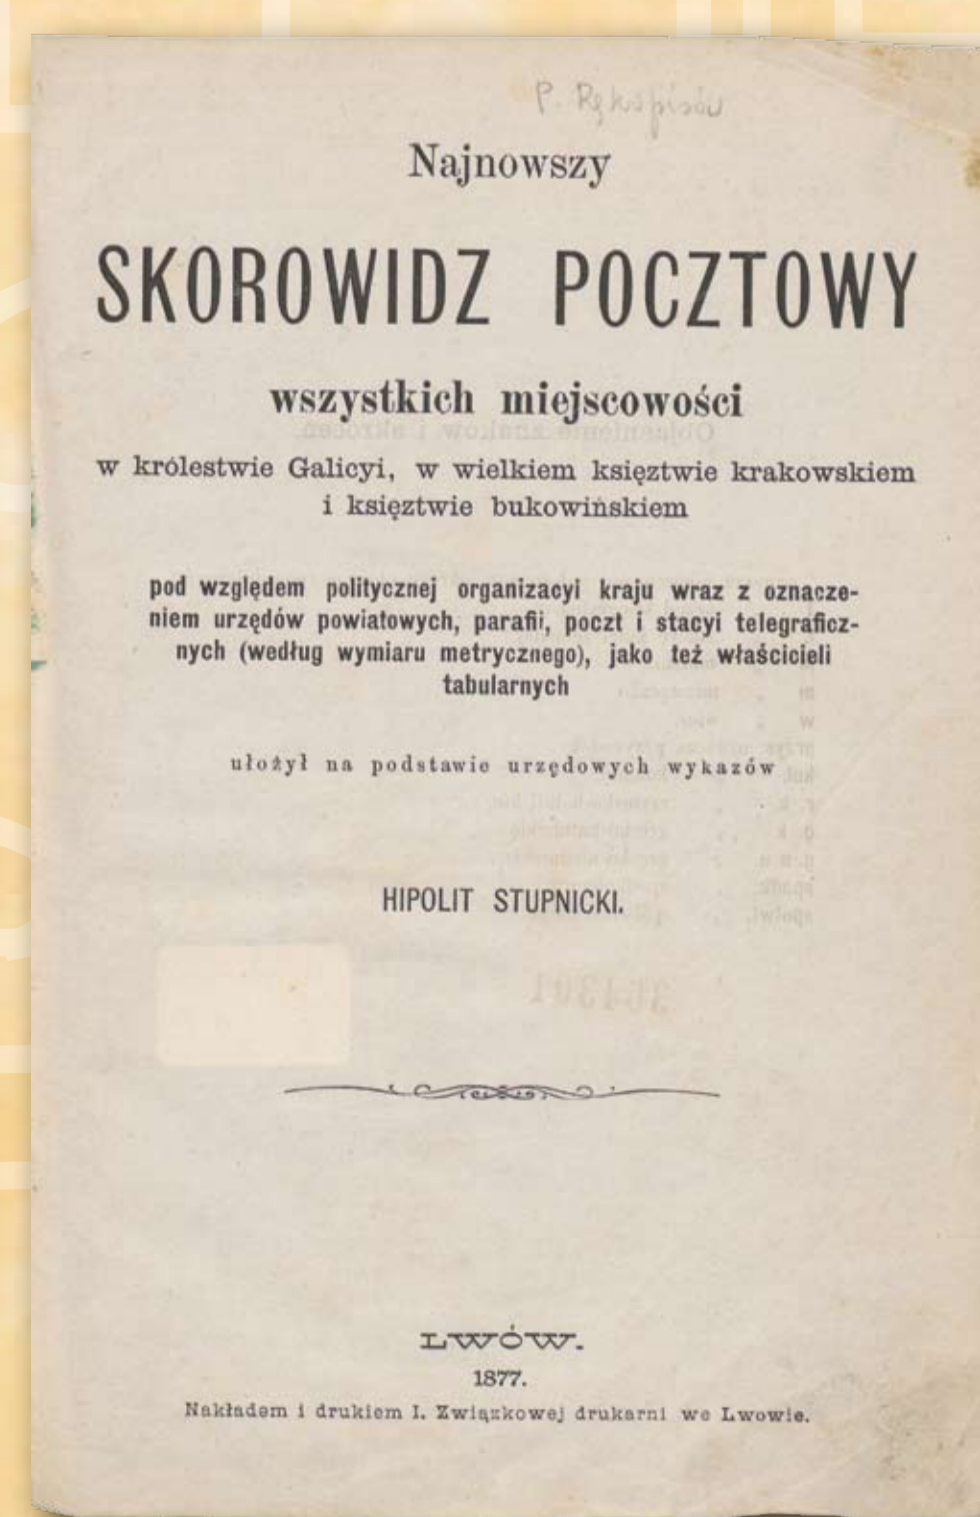 P. Rękopisów
Najnowszy
SKOROWIDZ POCZTOWY
wszystkich miejscowości
w królestwie Galicyi, w wielkiem księztwie krakowskiem
i księztwie bukowińskiem
pod względem politycznej organizacyi kraju wraz z oznacze-
niem urzędów powiatowych, parafii, poczt i stacyi telegraficz-
nych (według wymiaru metrycznego), jako też właścicieli
tabularnych
ułożył na podstawie urzędowych wykazów
HIPOLIT STUPNICKI.
LWÓW.
1877.
Nakładem i drukiem I. Związkowej drukarni we Lwowie.